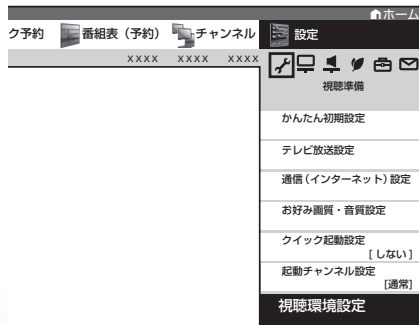 ホーム
ク予約 番組表（予約） チャンネル 設定
xxxx xxxx xxxx
視聴準備
かんたん初期設定
テレビ放送設定
通信（インターネット）設定
お好み画質・音質設定
クイック起動設定
[しない]
起動チャンネル設定
[通常]
視聴環境設定